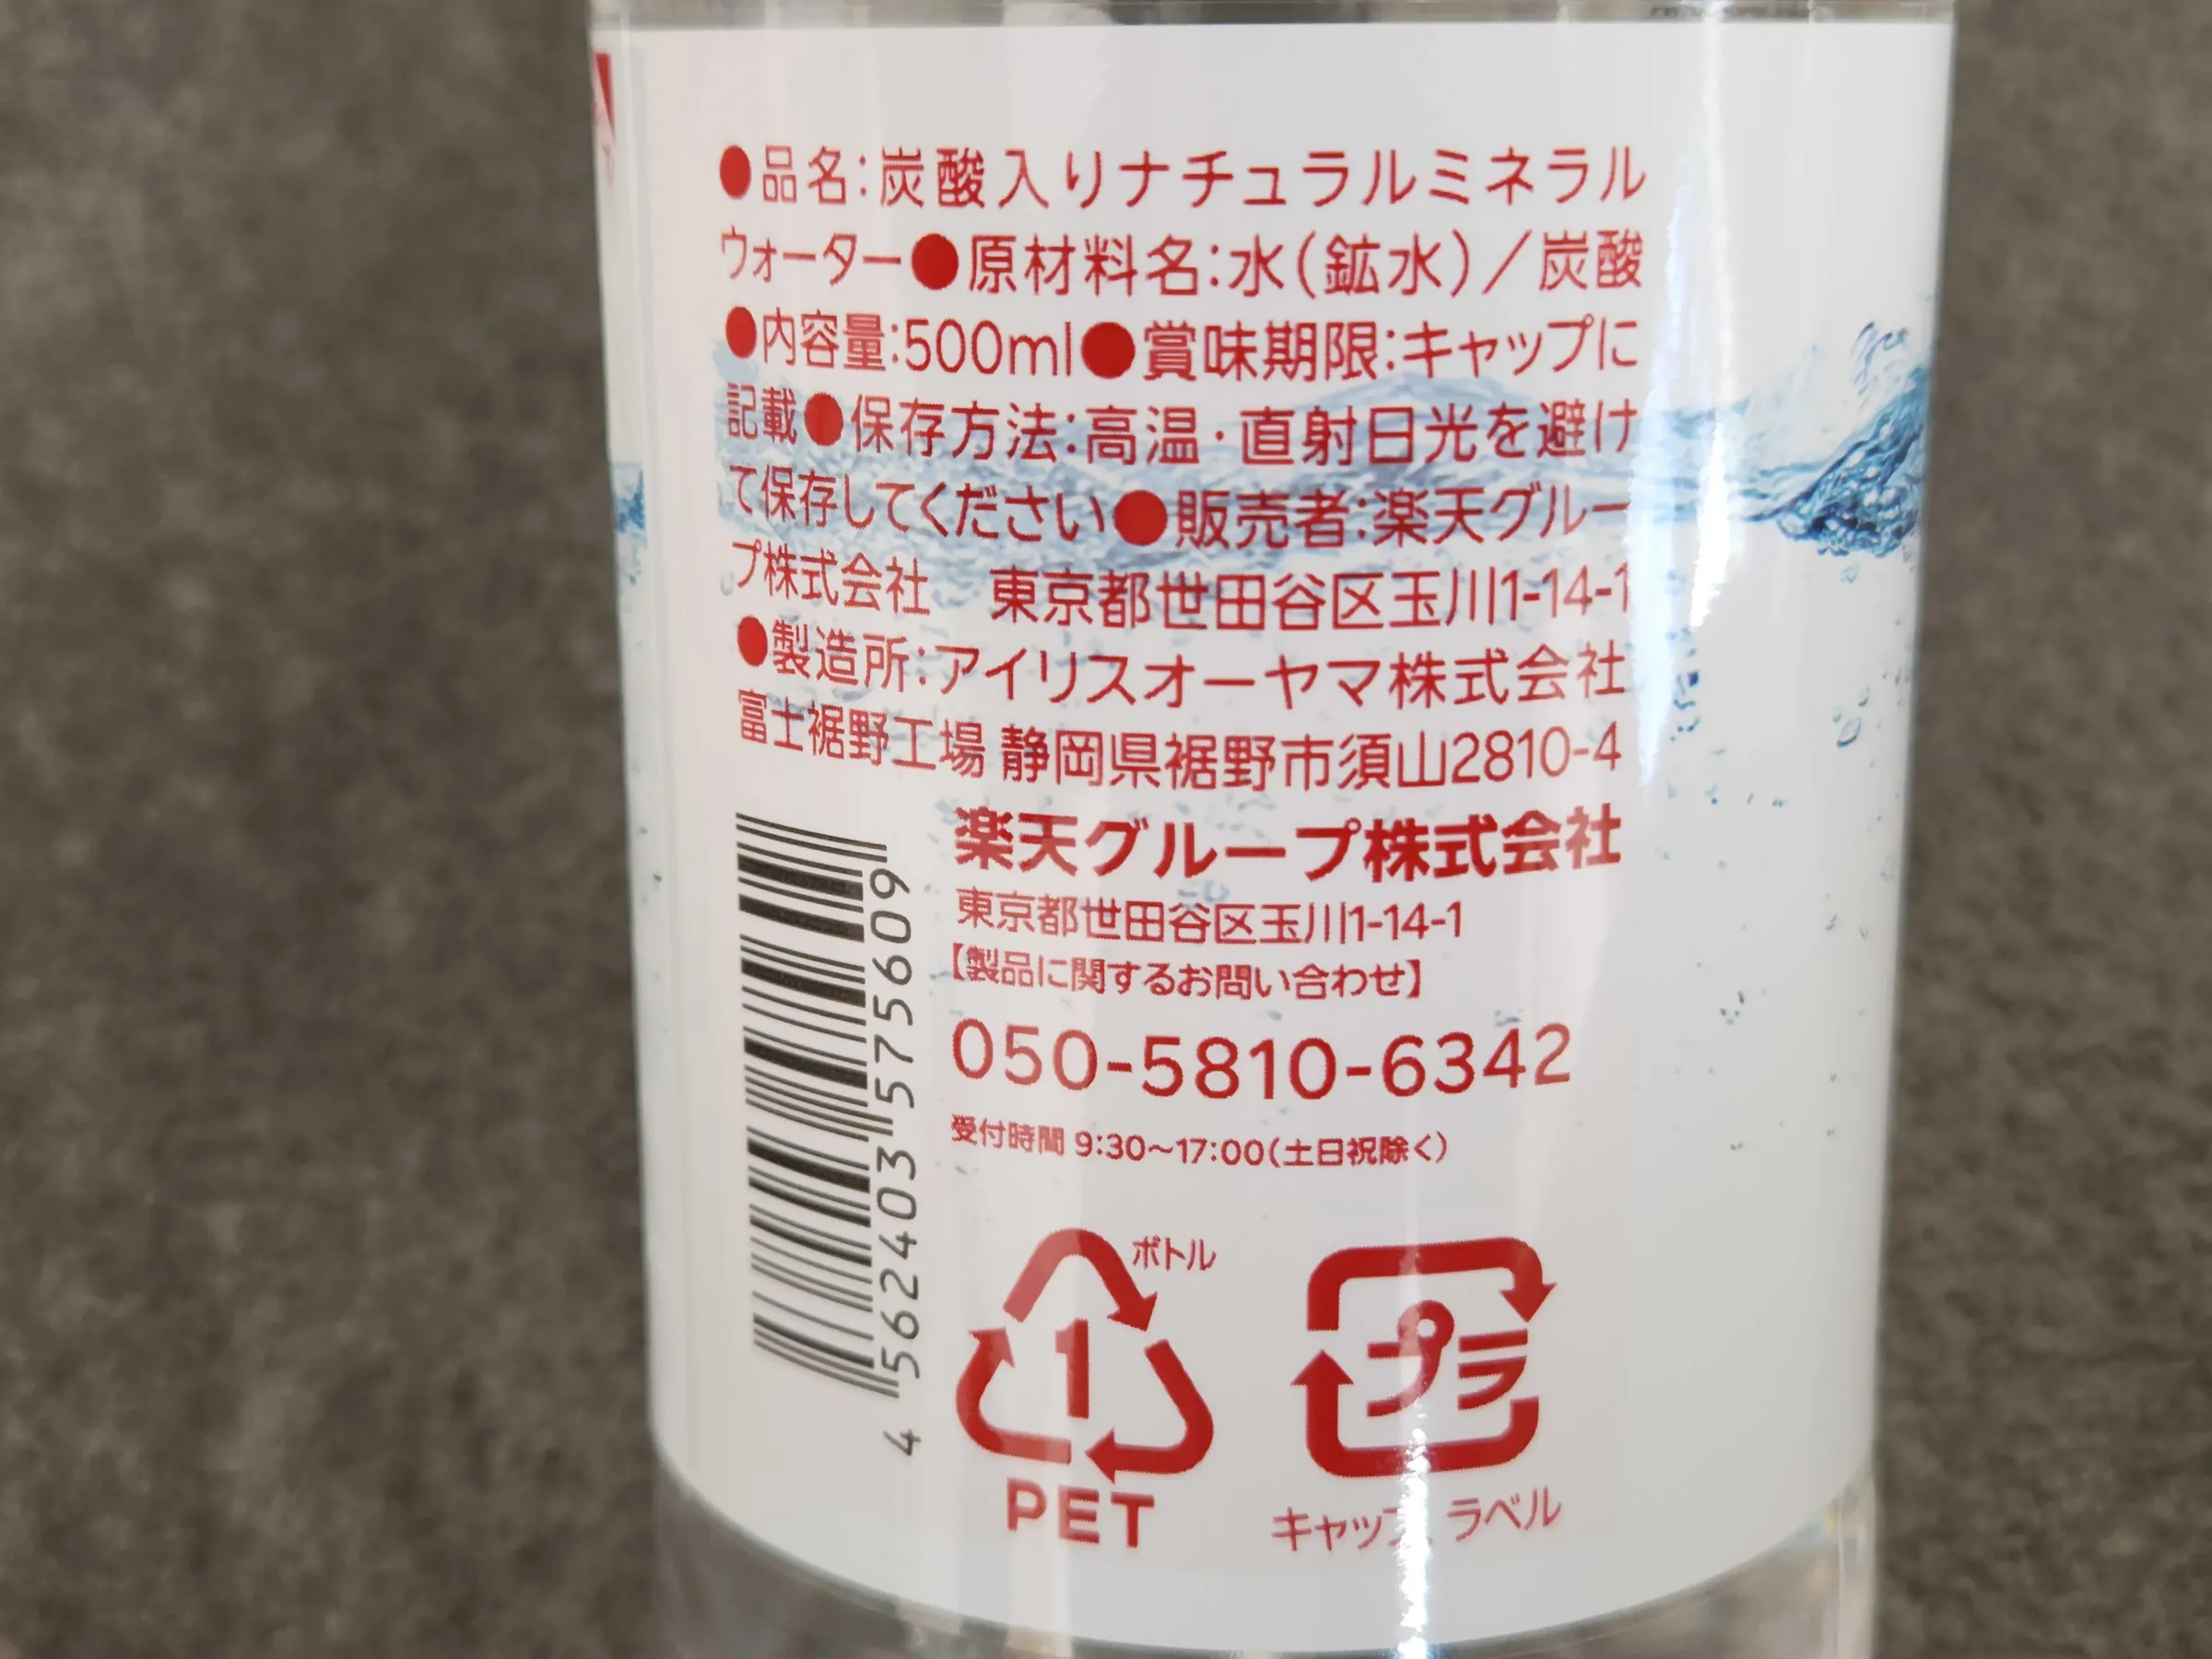 ●品名:炭酸入りナチュラルミネラル
ウォーター●原材料名:水(鉱水)/炭酸
●内容量:500ml●賞味期限:キャップに
記載●保存方法:高温・直射日光を避け
て保存してください●販売者:楽天グルー
プ株式会社 東京都世田谷区玉川1-14-1
●製造所:アイリスオーヤマ株式会社
富士裾野工場 静岡県裾野市須山2810-4
楽天グループ株式会社
東京都世田谷区玉川1-14-1
【製品に関するお問い合わせ】
050-5810-6342
受付時間 9:30~17:00(土日祝除く)
4 562403 575609
ボトル
1
PET
プラ
キャップ ラベル